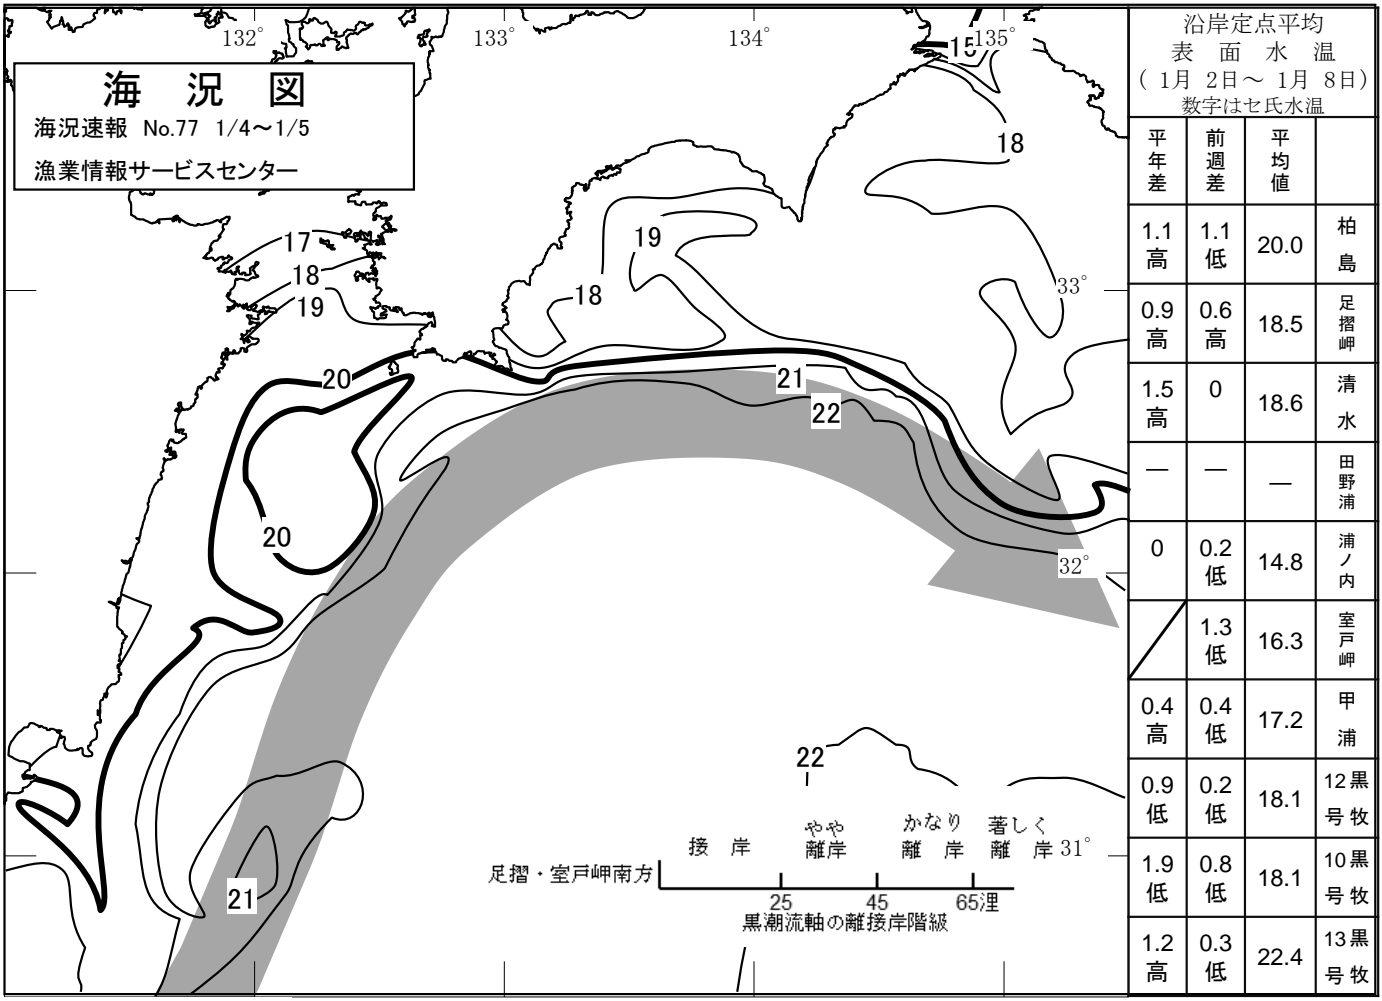 132°
133°
134°
135°
海 況 図
海況速報 No.77 1/4～1/5
漁業情報サービスセンター
15
18
19
17
18
18
19
33°
20
21
22
20
32°
22
21
31°
接 岸
やや
離岸
かなり
離 岸
著しく
離 岸
足摺・室戸岬南方
25 45 65浬
黒潮流軸の離接岸階級
沿岸定点平均
表 面 水 温
( 1月 2日～ 1月 8日)
数字はセ氏水温
平年差 前週差 平均値
1.1高 1.1低 20.0 柏島
0.9高 0.6高 18.5 足摺岬
1.5高 0 18.6 清水
― ― ― 田野浦
0 0.2低 14.8 浦ノ内
1.3低 16.3 室戸岬
0.4高 0.4低 17.2 甲浦
0.9低 0.2低 18.1 12号黒牧
1.9低 0.8低 18.1 10号黒牧
1.2高 0.3低 22.4 13号黒牧